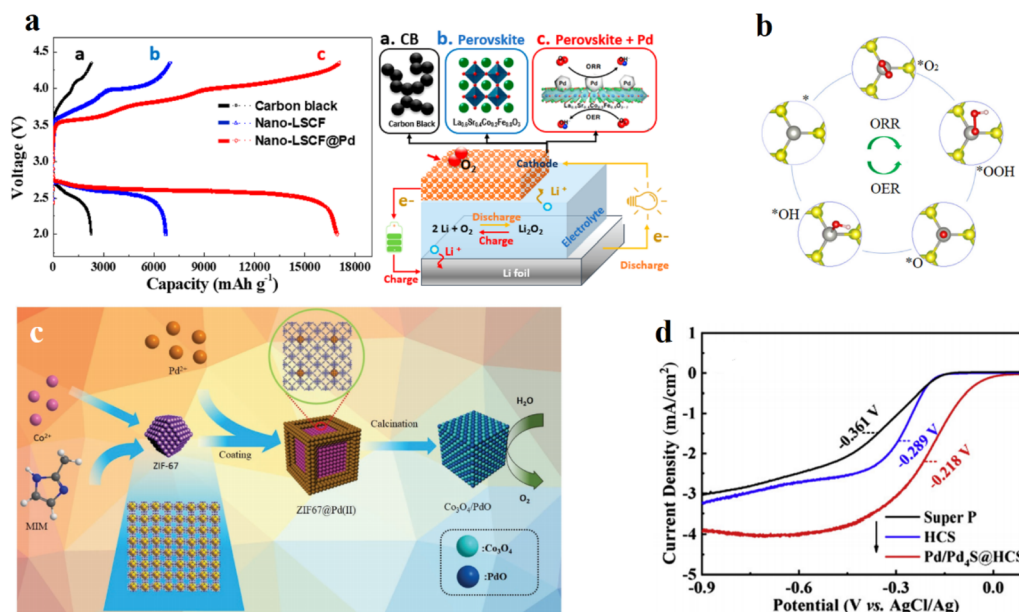 a
4.5
4.0
3.5
3.0
2.5
2.0
Voltage (V)
a
b
c
Carbon black
Nano-LSCF
Nano-LSCF@Pd
0
3000
6000
9000
12000
15000
18000
Capacity (mAh g⁻¹)
a. CB
b. Perovskite
c. Perovskite + Pd
Carbon Black
ORR
OH
Pd
Pd
Pd
OER
O₂
Cathode
Li⁺
e-
Discharge
2 Li + O₂
Li₂O₂
Charge
Electrolyte
Li⁺
e-
Charge
Li foil
Discharge
b
*O₂
*
ORR
*OOH
OER
*OH
*O
c
Pd²⁺
Co²⁺
ZIF-67
Coating
MIM
ZIF67@Pd(II)
Calcination
H₂O
Co₃O₄/PdO
O₂
:Co₃O₄
:PdO
d
0
-1
-2
-3
-4
-5
Current Density (mA/cm²)
-0.361 V
-0.289 V
-0.218 V
Super P
HCS
Pd/Pd₄S@HCS
-0.9
-0.6
-0.3
0.0
Potential (V vs. AgCl/Ag)